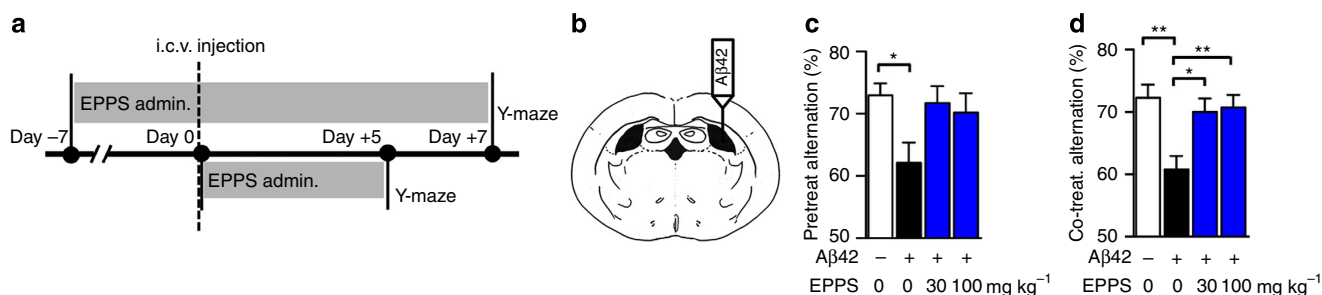 a
i.c.v. injection
EPPS admin.
Y-maze
Day –7
Day 0
Day +5
Day +7
EPPS admin.
Y-maze
b
Aβ42
c
Pretreat alternation (%)
80
70
60
50
*
Aβ42 – + + +
EPPS 0 0 30 100 mg kg⁻¹
d
Co-treat. alternation (%)
80
70
60
50
**
**
*
Aβ42 – + + +
EPPS 0 0 30 100 mg kg⁻¹